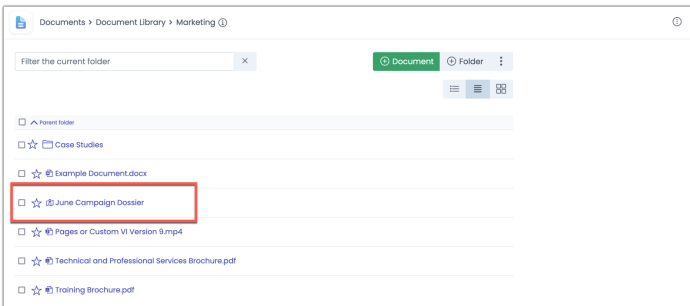 Documents > Document Library > Marketing
Filter the current folder
Document
Folder
Parent folder
Case Studies
Example Document.docx
June Campaign Dossier
Pages or Custom VI Version 9.mp4
Technical and Professional Services Brochure.pdf
Training Brochure.pdf